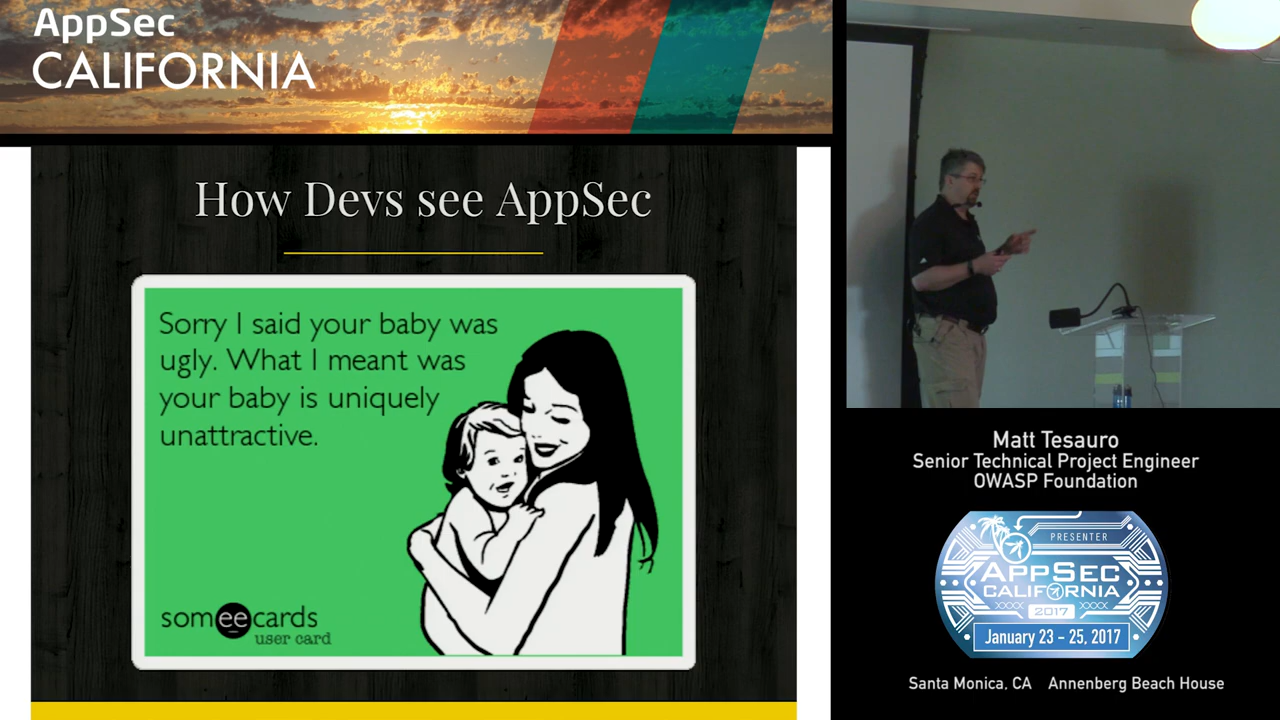 AppSec
CALIFORNIA
How Devs see AppSec
Sorry I said your baby was
ugly. What I meant was
your baby is uniquely
unattractive.
someecards
user card
Matt Tesauro
Senior Technical Project Engineer
OWASP Foundation
PRESENTER
APPSEC
CALIFORNIA
XXXX 2017 XXXX
January 23 - 25, 2017
Santa Monica, CA Annenberg Beach House